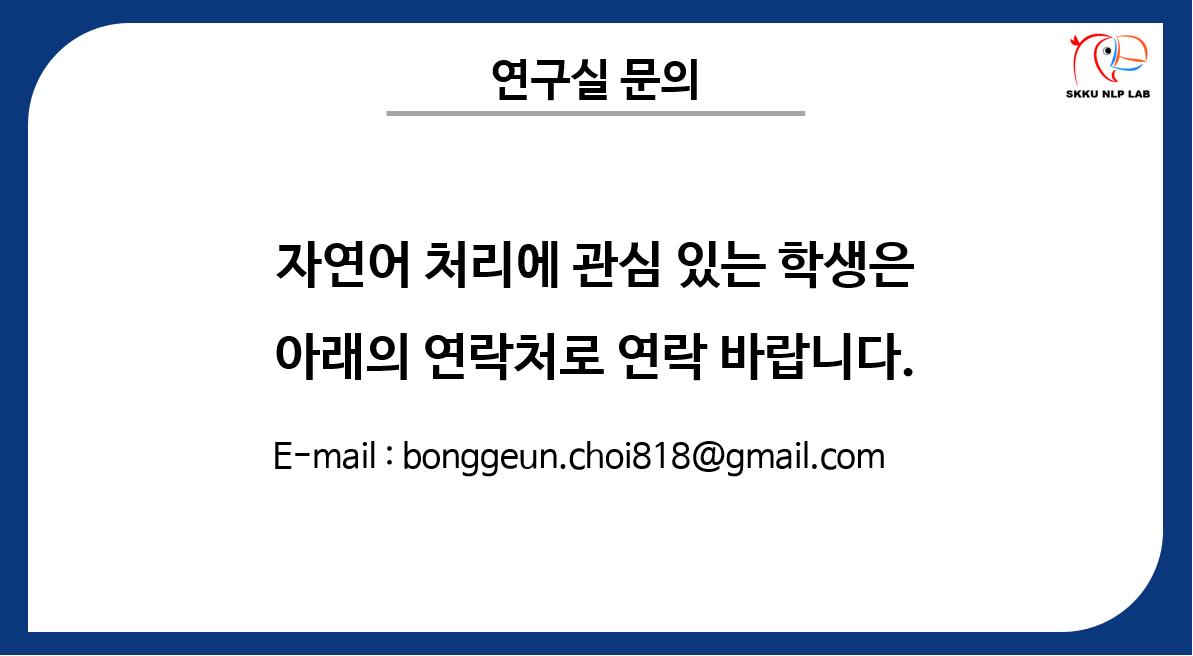 연구실 문의
SKKU NLP LAB
자연어 처리에 관심 있는 학생은
아래의 연락처로 연락 바랍니다.
E-mail : bonggeun.choi818@gmail.com